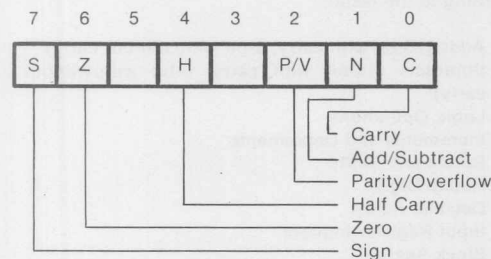 7 6 5 4 3 2 1 0
S Z H P/V N C
Carry
Add/Subtract
Parity/Overflow
Half Carry
Zero
Sign